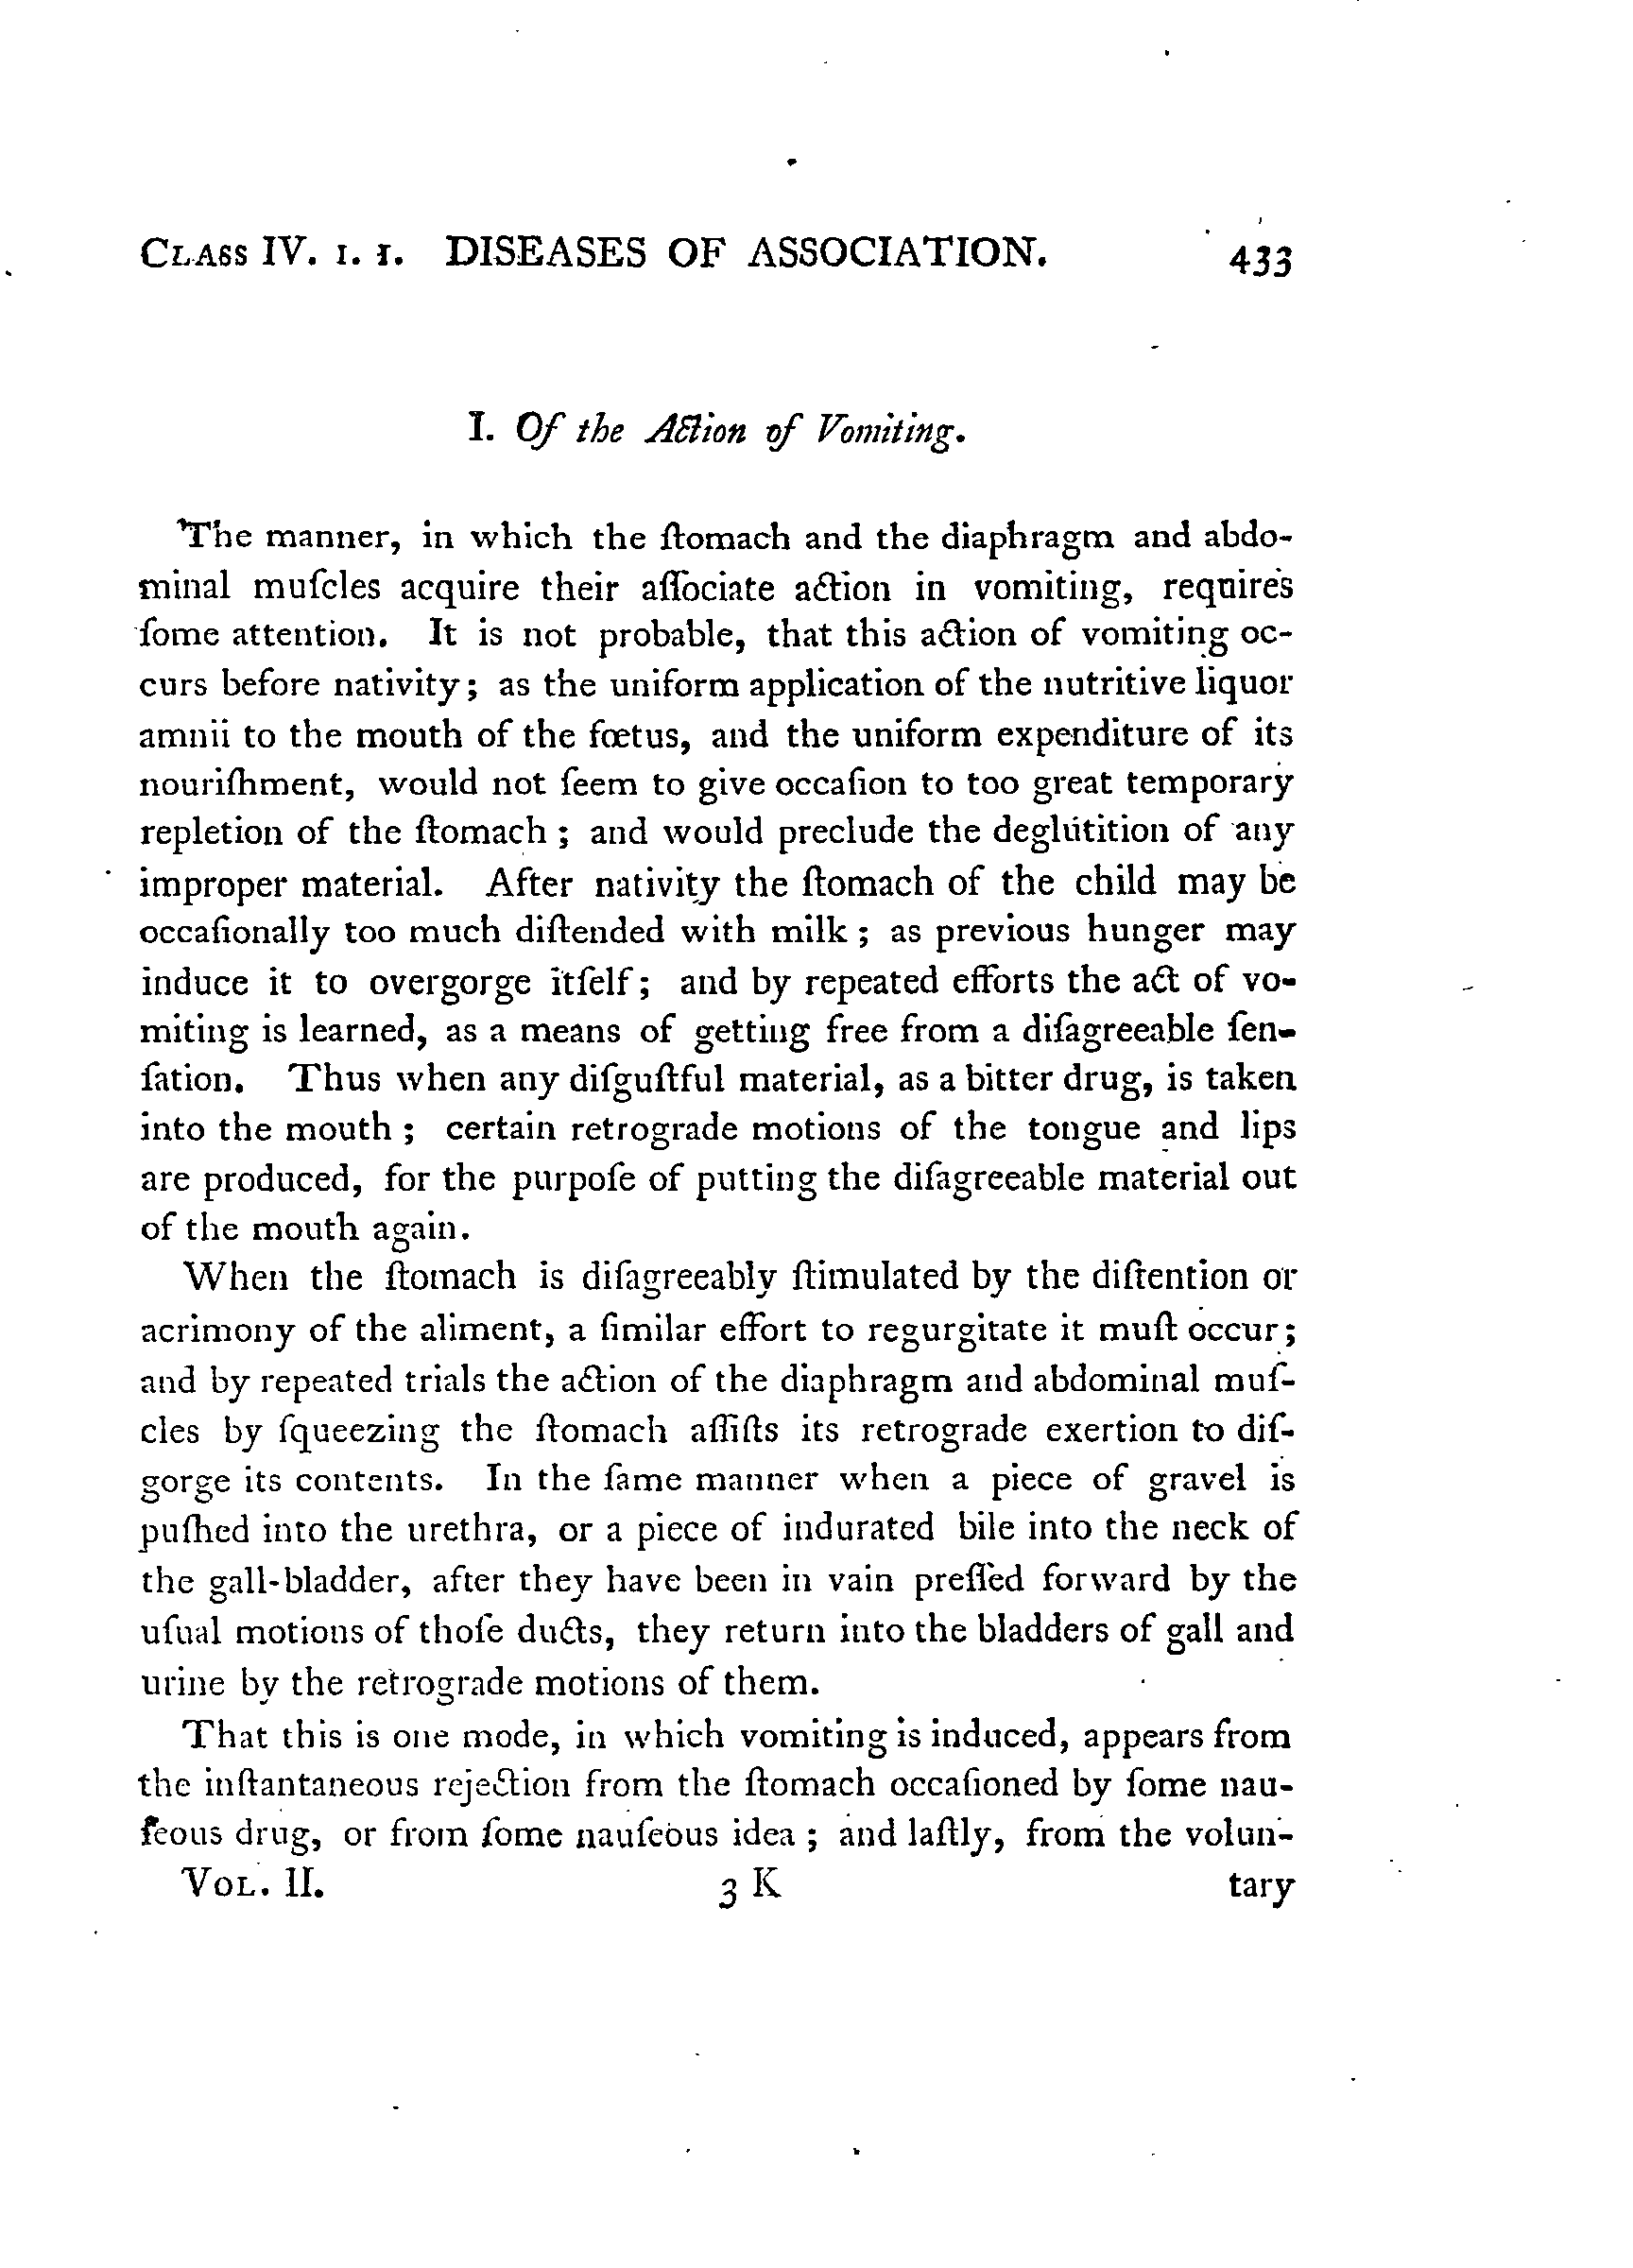 CLASS IV. 1. 1. DISEASES OF ASSOCIATION. 433
I. Of the Action of Vomiting.
The manner, in which the ſtomach and the diaphragm and abdo-
minal muſcles acquire their aſſociate action in vomiting, requires
ſome attention. It is not probable, that this action of vomiting oc-
curs before nativity; as the uniform application of the nutritive liquor
amnii to the mouth of the fœtus, and the uniform expenditure of its
nouriſhment, would not ſeem to give occaſion to too great temporary
repletion of the ſtomach; and would preclude the deglutition of any
improper material. After nativity the ſtomach of the child may be
occaſionally too much diſtended with milk; as previous hunger may
induce it to overgorge itſelf; and by repeated efforts the act of vo-
miting is learned, as a means of getting free from a diſagreeable ſen-
ſation. Thus when any diſguſtful material, as a bitter drug, is taken
into the mouth; certain retrograde motions of the tongue and lips
are produced, for the purpoſe of putting the diſagreeable material out
of the mouth again.
When the ſtomach is diſagreeably ſtimulated by the diſtention or
acrimony of the aliment, a ſimilar effort to regurgitate it muſt occur;
and by repeated trials the action of the diaphragm and abdominal muſ-
cles by ſqueezing the ſtomach aſſiſts its retrograde exertion to diſ-
gorge its contents. In the ſame manner when a piece of gravel is
puſhed into the urethra, or a piece of indurated bile into the neck of
the gall-bladder, after they have been in vain preſſed forward by the
uſual motions of thoſe ducts, they return into the bladders of gall and
urine by the retrograde motions of them.
That this is one mode, in which vomiting is induced, appears from
the inſtantaneous rejection from the ſtomach occaſioned by ſome nau-
ſeous drug, or from ſome nauſeous idea; and laſtly, from the volun-
VOL. II. 3 K tary